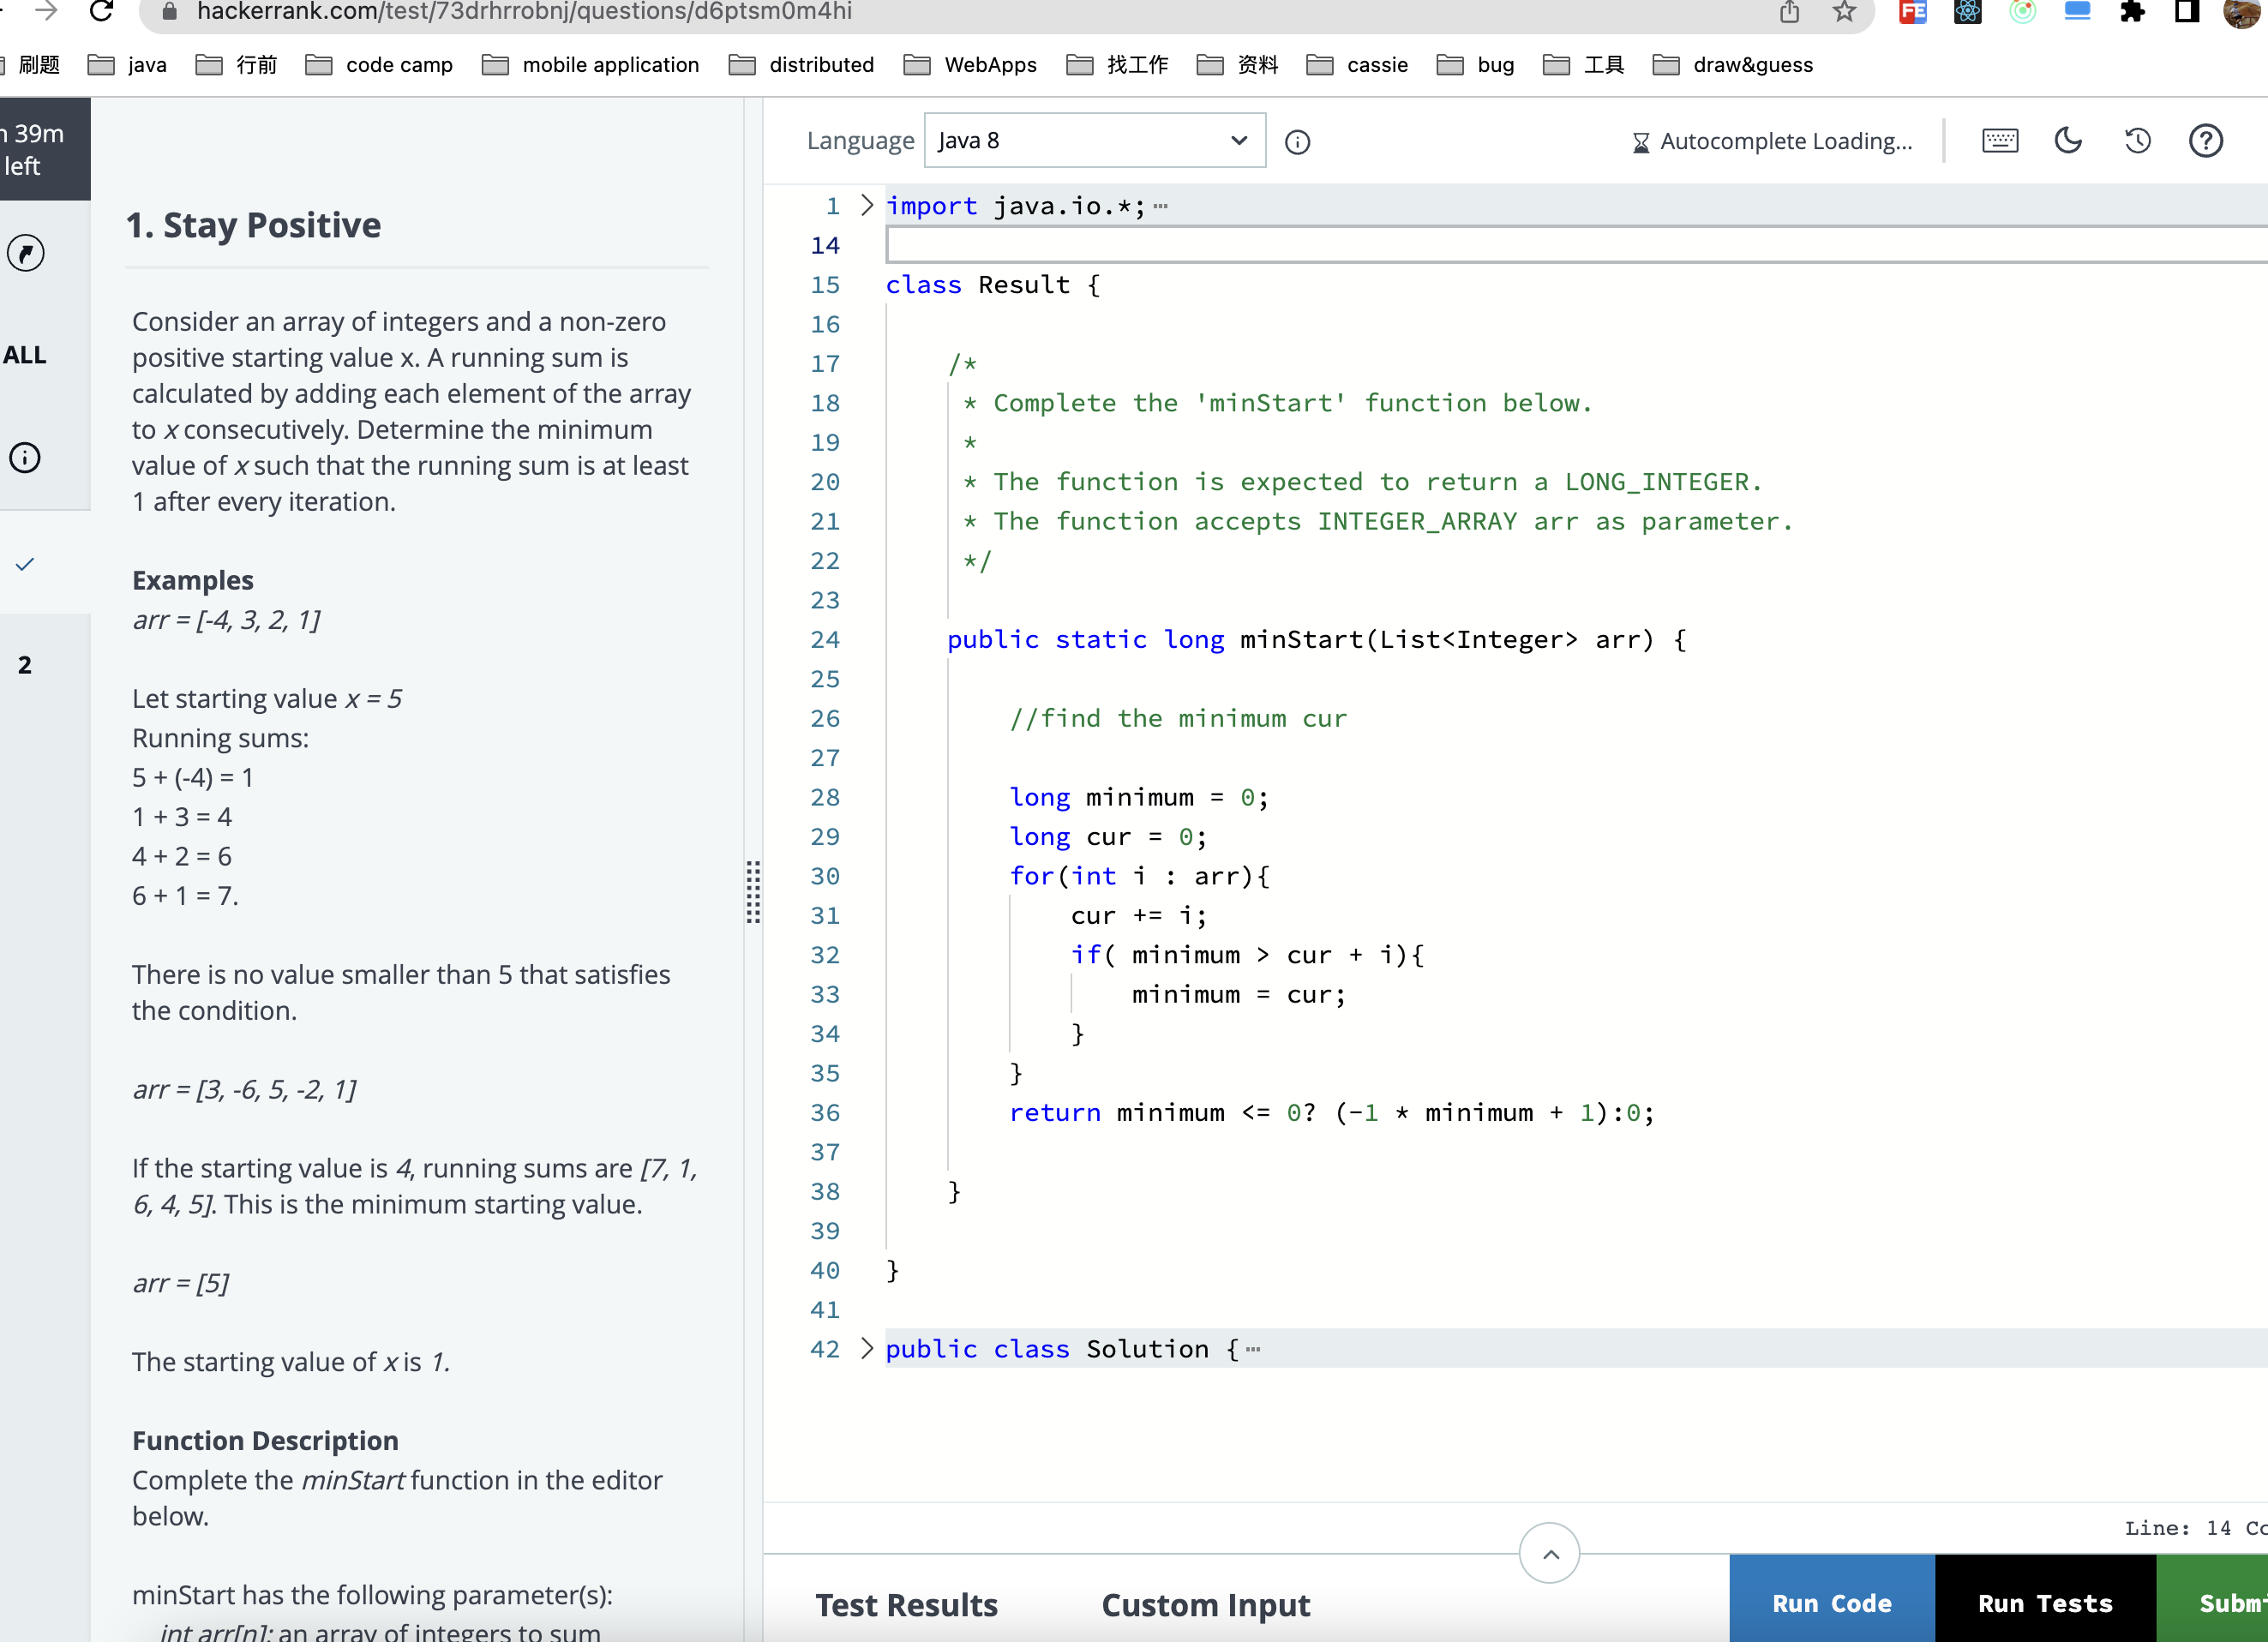 hackerrank.com/test/73drhrrobnj/questions/d6ptsm0m4hi
FE
刷题 java 行前 code camp mobile application distributed WebApps 找工作 资料 cassie bug 工具 draw&guess
39m
left
ALL
2
1. Stay Positive
Consider an array of integers and a non-zero
positive starting value x. A running sum is
calculated by adding each element of the array
to x consecutively. Determine the minimum
value of x such that the running sum is at least
1 after every iteration.
Examples
arr = [-4, 3, 2, 1]
Let starting value x = 5
Running sums:
5 + (-4) = 1
1 + 3 = 4
4 + 2 = 6
6 + 1 = 7.
There is no value smaller than 5 that satisfies
the condition.
arr = [3, -6, 5, -2, 1]
If the starting value is 4, running sums are [7, 1,
6, 4, 5]. This is the minimum starting value.
arr = [5]
The starting value of x is 1.
Function Description
Complete the minStart function in the editor
below.
minStart has the following parameter(s):
int arr[n]: an array of integers to sum
Language Java 8 Autocomplete Loading...
1 import java.io.*;
14
15 class Result {
16
17 /*
18 * Complete the 'minStart' function below.
19 *
20 * The function is expected to return a LONG_INTEGER.
21 * The function accepts INTEGER_ARRAY arr as parameter.
22 */
23
24 public static long minStart(List<Integer> arr) {
25
26 //find the minimum cur
27
28 long minimum = 0;
29 long cur = 0;
30 for(int i : arr){
31 cur += i;
32 if( minimum > cur + i){
33 minimum = cur;
34 }
35 }
36 return minimum <= 0? (-1 * minimum + 1):0;
37
38 }
39
40 }
41
42 public class Solution {
Line: 14
Test Results Custom Input Run Code Run Tests